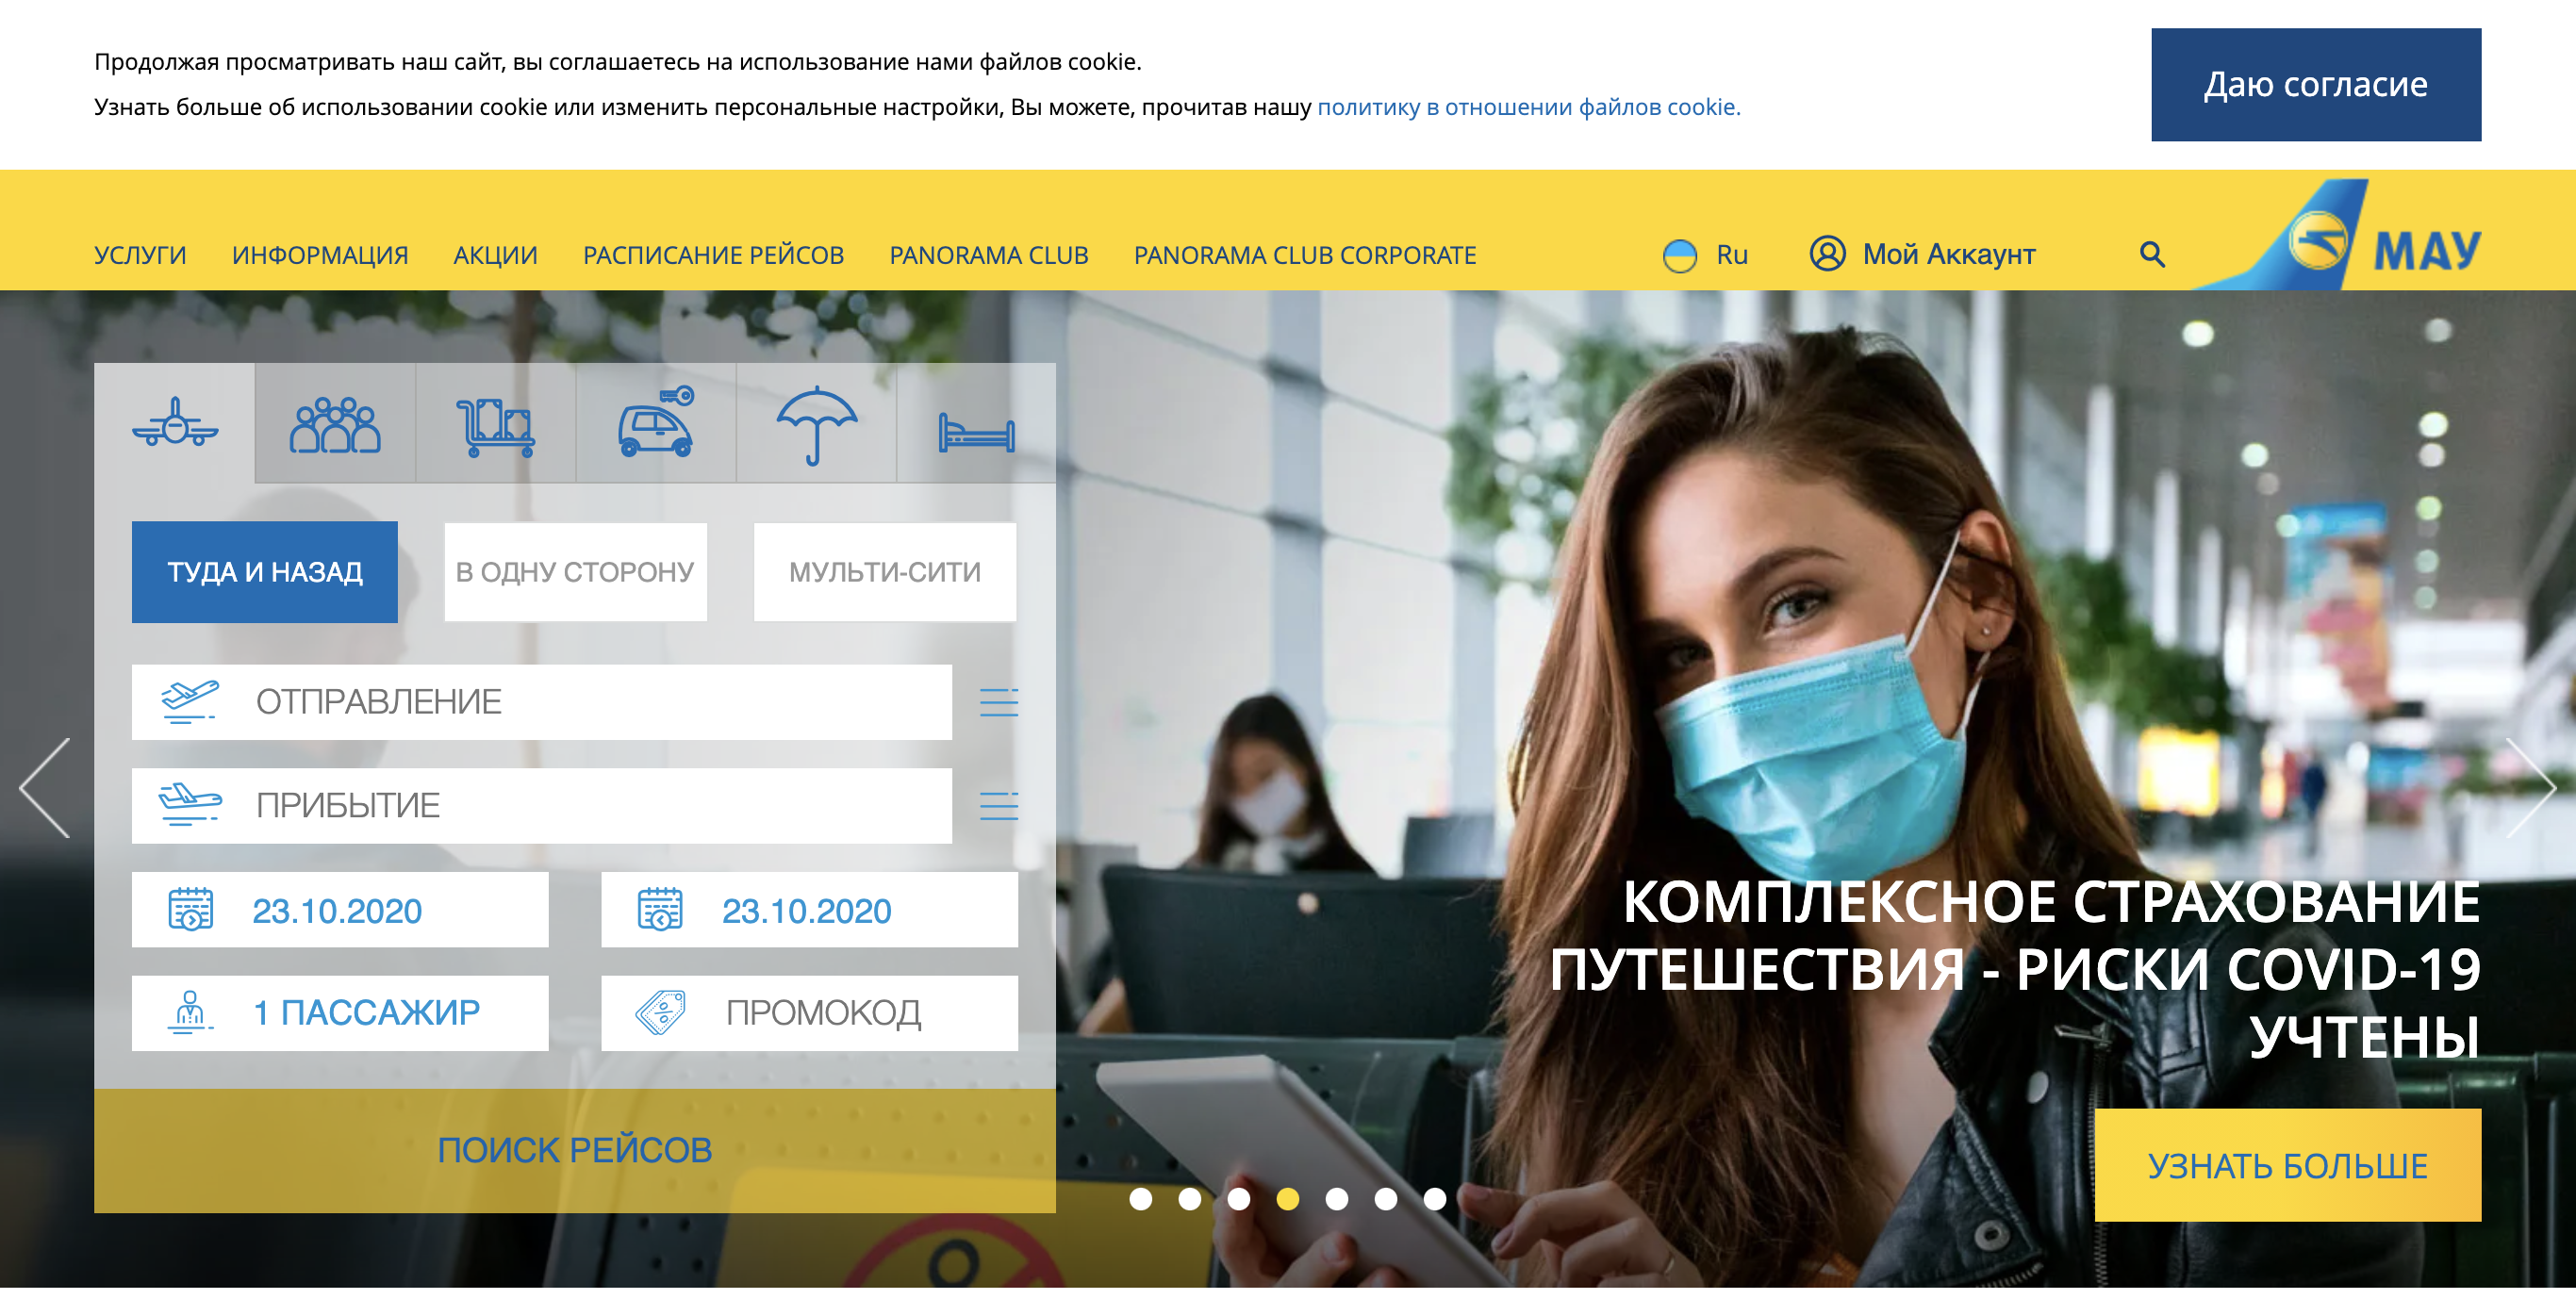 Продолжая просматривать наш сайт, вы соглашаетесь на использование нами файлов cookie.
Узнать больше об использовании cookie или изменить персональные настройки, Вы можете, прочитав нашу политику в отношении файлов cookie.
Даю согласие
УСЛУГИ ИНФОРМАЦИЯ АКЦИИ РАСПИСАНИЕ РЕЙСОВ PANORAMA CLUB PANORAMA CLUB CORPORATE Ru Мой Аккаунт МАУ
ТУДА И НАЗАД В ОДНУ СТОРОНУ МУЛЬТИ-СИТИ
ОТПРАВЛЕНИЕ
ПРИБЫТИЕ
23.10.2020 23.10.2020
1 ПАССАЖИР ПРОМОКОД
ПОИСК РЕЙСОВ
КОМПЛЕКСНОЕ СТРАХОВАНИЕ
ПУТЕШЕСТВИЯ - РИСКИ COVID-19
УЧТЕНЫ
УЗНАТЬ БОЛЬШЕ